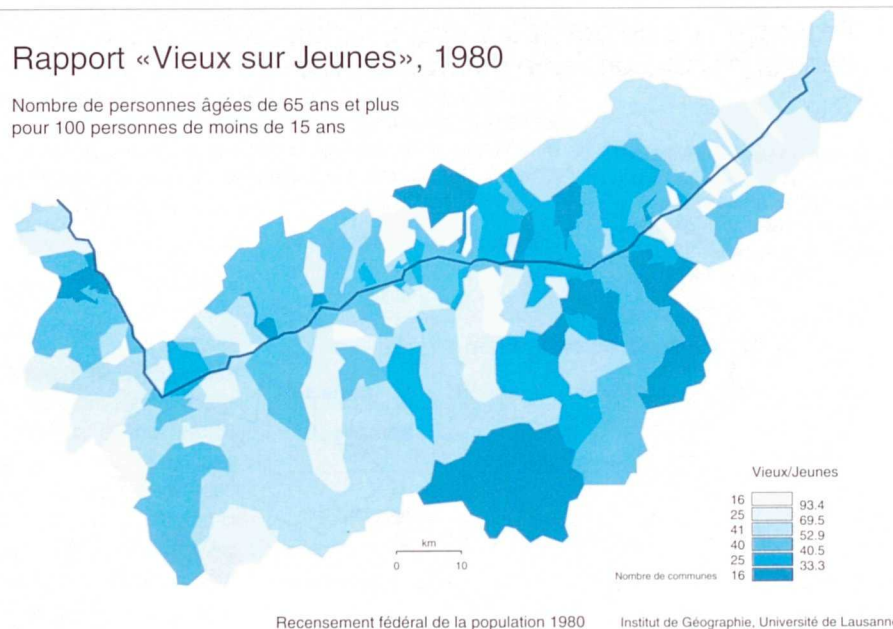 Rapport «Vieux sur Jeunes», 1980
Nombre de personnes âgées de 65 ans et plus
pour 100 personnes de moins de 15 ans
Vieux/Jeunes
16
93.4
25
69.5
41
52.9
40
40.5
25
33.3
16
Nombre de communes
km
0 10
Recensement fédéral de la population 1980 Institut de Géographie, Université de Lausanne